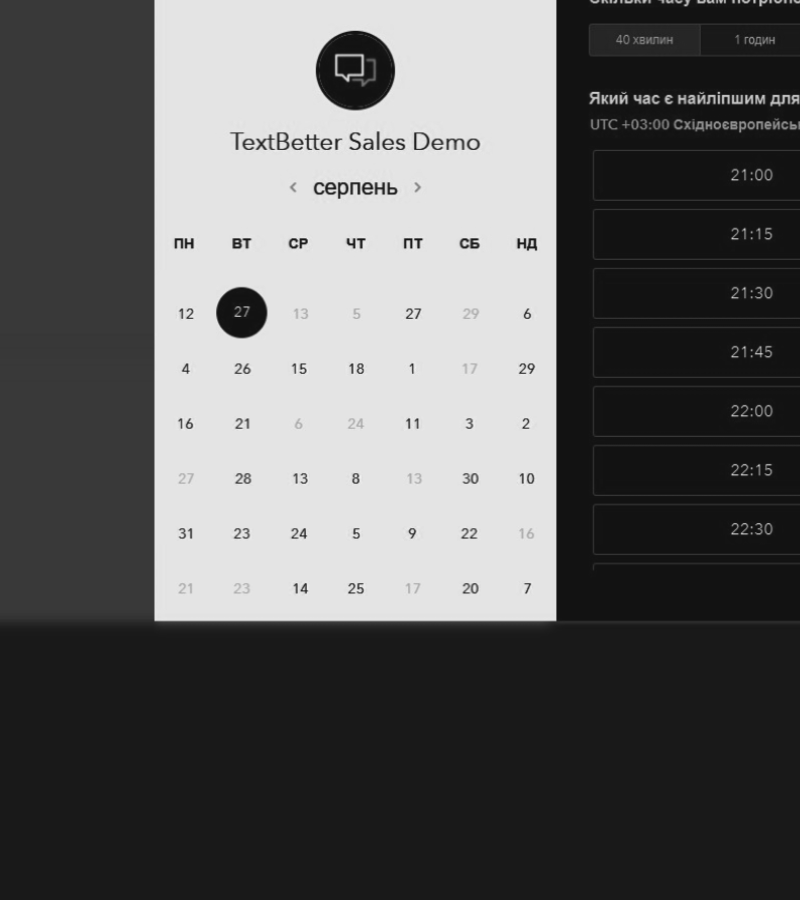 TextBetter Sales Demo
‹ серпень ›
ПН ВТ СР ЧТ ПТ СБ НД
12 27 13 5 27 29 6
4 26 15 18 1 17 29
16 21 6 24 11 3 2
27 28 13 8 13 30 10
31 23 24 5 9 22 16
21 23 14 25 17 20 7
Скільки часу вам
40 хвилин 1 годин
Який час є найліпшим для
UTC +03:00
21:00
21:15
21:30
21:45
22:00
22:15
22:30